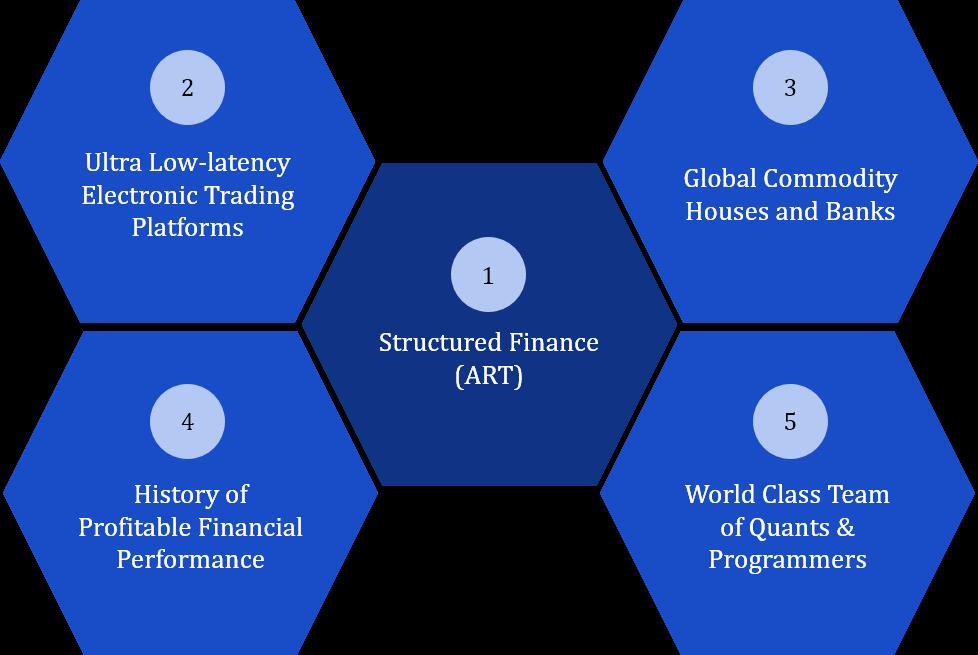 2
Ultra Low-latency
Electronic Trading
Platforms
3
Global Commodity
Houses and Banks
1
Structured Finance
(ART)
4
History of
Profitable Financial
Performance
5
World Class Team
of Quants &
Programmers